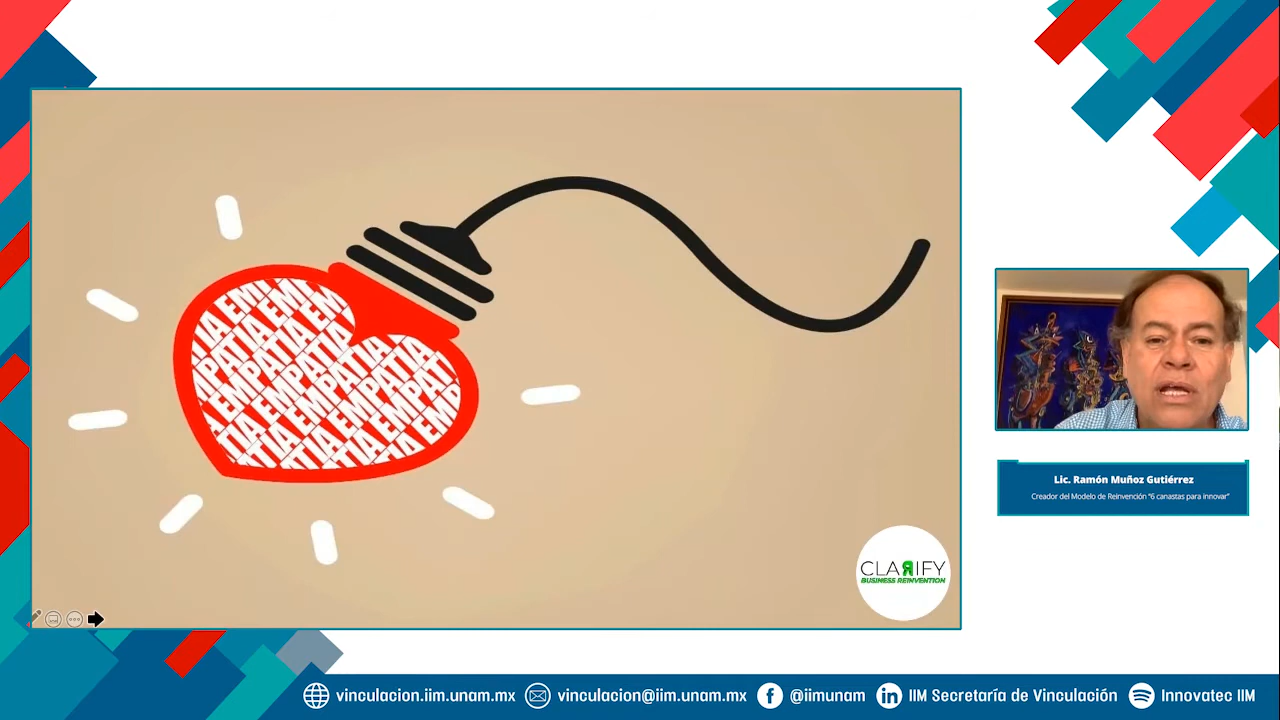 EMPATIA EMPATIA EMPATIA
CLARIFY
BUSINESS REINVENTION
Lic. Ramón Muñoz Gutiérrez
Creador del Modelo de Reinvención "6 canastas para innovar"
vinculacion.iim.unam.mx
vinculacion@iim.unam.mx
@iimunam
IIM Secretaría de Vinculación
Innovatec IIM